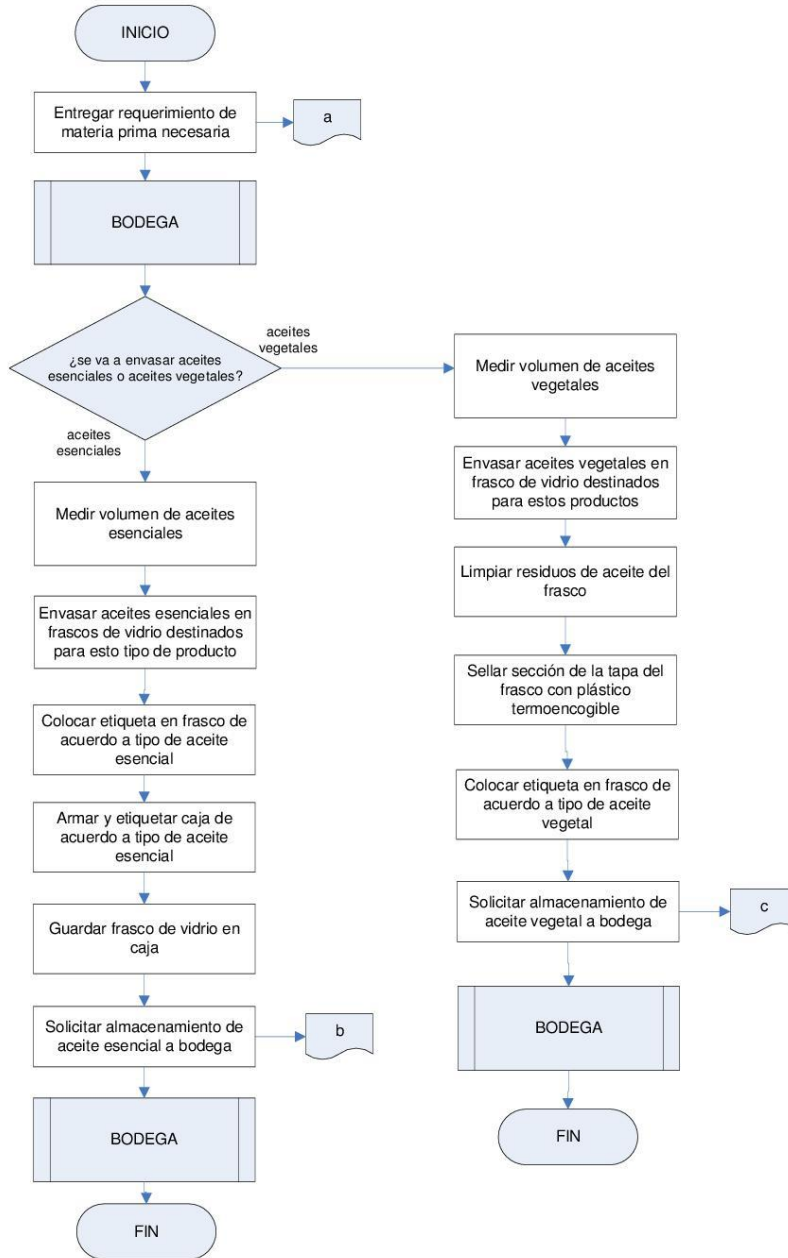 INICIO
Entregar requerimiento de
materia prima necesaria
a
BODEGA
¿se va a envasar aceites
esenciales o aceites vegetales?
aceites
vegetales
aceites
esenciales
Medir volumen de aceites
esenciales
Envasar aceites esenciales en
frascos de vidrio destinados
para esto tipo de producto
Colocar etiqueta en frasco de
acuerdo a tipo de aceite
esencial
Armar y etiquetar caja de
acuerdo a tipo de aceite
esencial
Guardar frasco de vidrio en
caja
Solicitar almacenamiento de
aceite esencial a bodega
b
BODEGA
FIN
Medir volumen de aceites
vegetales
Envasar aceites vegetales en
frasco de vidrio destinados
para estos productos
Limpiar residuos de aceite del
frasco
Sellar sección de la tapa del
frasco con plástico
termoencogible
Colocar etiqueta en frasco de
acuerdo a tipo de aceite
vegetal
Solicitar almacenamiento de
aceite vegetal a bodega
c
BODEGA
FIN